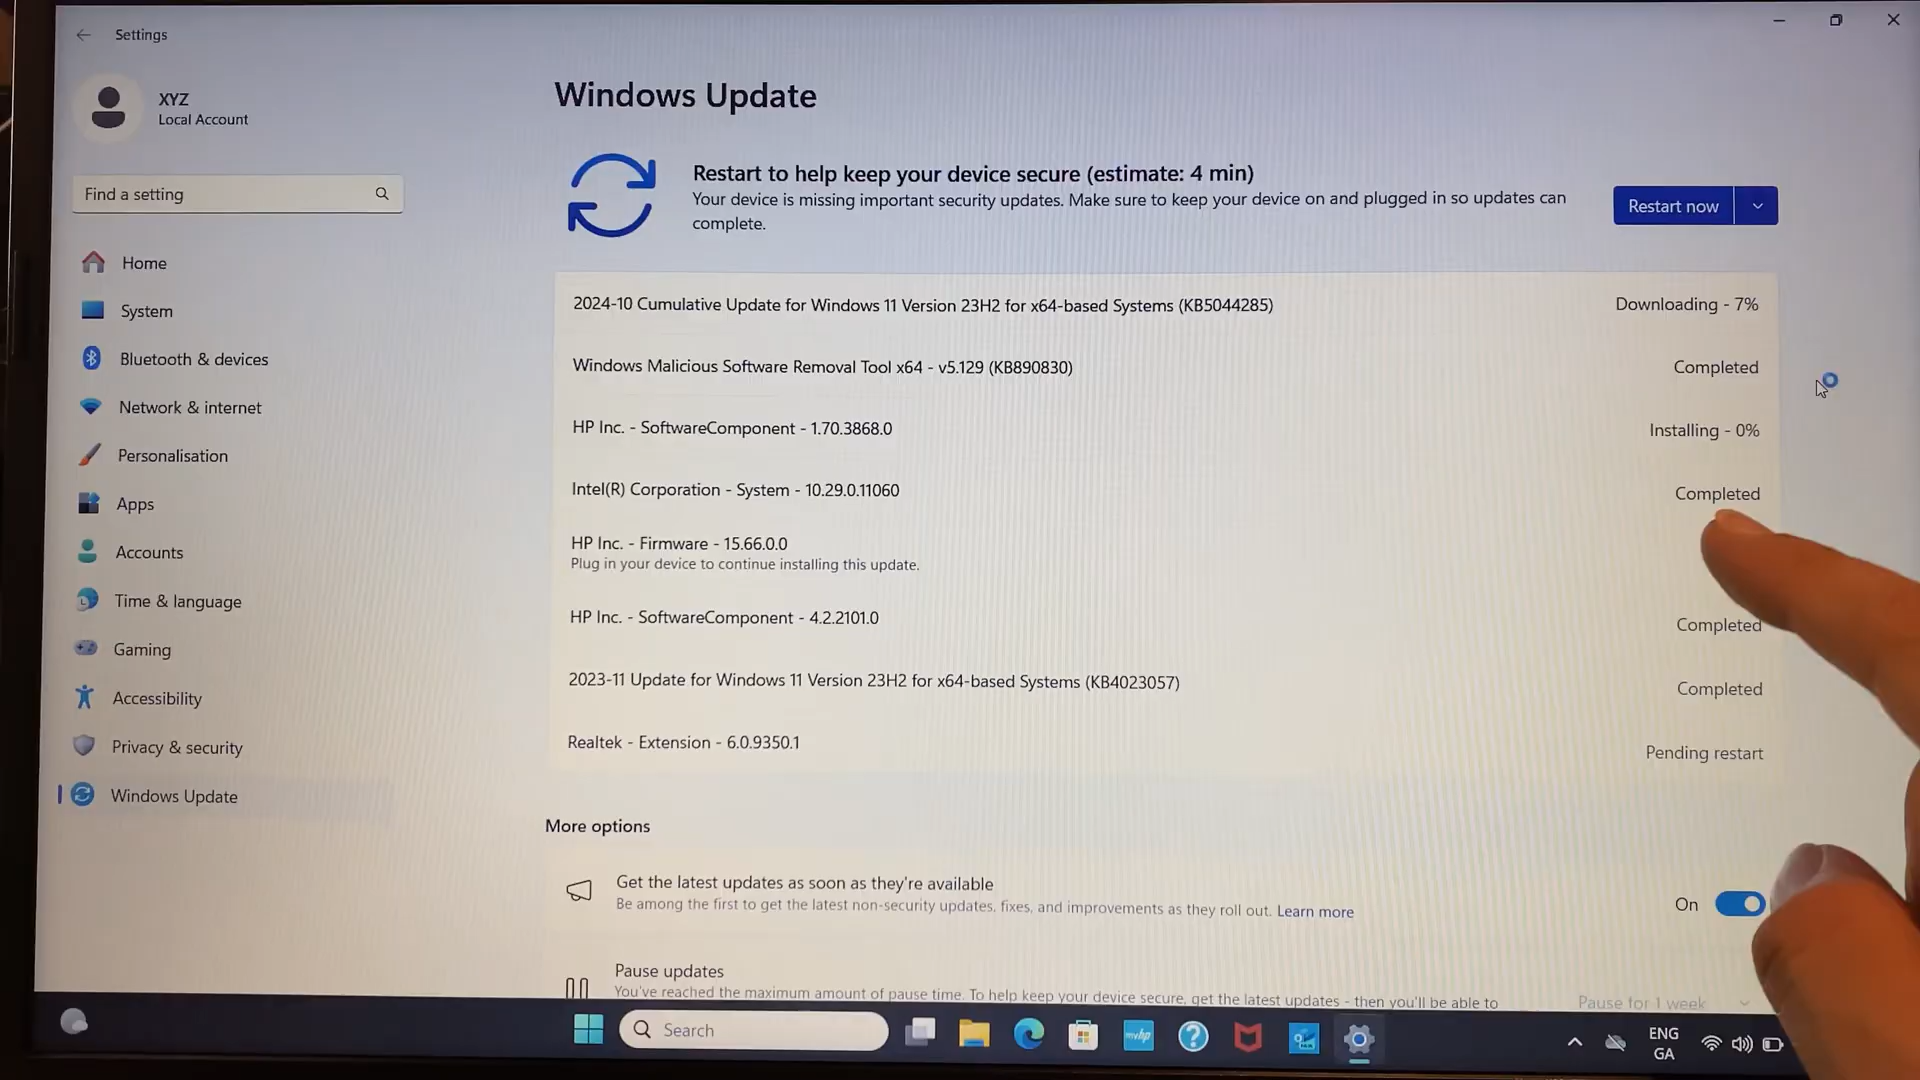 Settings
XYZ
Local Account
Find a setting
Home
System
Bluetooth & devices
Network & internet
Personalisation
Apps
Accounts
Time & language
Gaming
Accessibility
Privacy & security
Windows Update
Windows Update
Restart to help keep your device secure (estimate: 4 min)
Your device is missing important security updates. Make sure to keep your device on and plugged in so updates can
complete.
Restart now
2024-10 Cumulative Update for Windows 11 Version 23H2 for x64-based Systems (KB5044285)
Downloading - 7%
Windows Malicious Software Removal Tool x64 - v5.129 (KB890830)
Completed
HP Inc. - SoftwareComponent - 1.70.3868.0
Installing - 0%
Intel(R) Corporation - System - 10.29.0.11060
Completed
HP Inc. - Firmware - 15.66.0.0
Plug in your device to continue installing this update.
HP Inc. - SoftwareComponent - 4.2.2101.0
Completed
2023-11 Update for Windows 11 Version 23H2 for x64-based Systems (KB4023057)
Completed
Realtek - Extension - 6.0.9350.1
Pending restart
More options
Get the latest updates as soon as they're available
Be among the first to get the latest non-security updates, fixes, and improvements as they roll out. Learn more
On
Pause updates
You've reached the maximum amount of pause time. To help keep your device secure, get the latest updates - then you'll be able to
Pause for 1 week
Search
myhp
ENG
GA